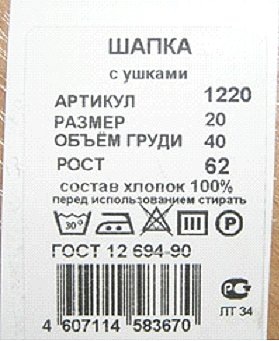 ШАПКА
с ушками
АРТИКУЛ 1220
РАЗМЕР 20
ОБЪЁМ ГРУДИ 40
РОСТ 62
состав хлопок 100%
перед использованием стирать
30° P
ГОСТ 12 694-90
РСТ
ЛТ 34
4 607114 583670